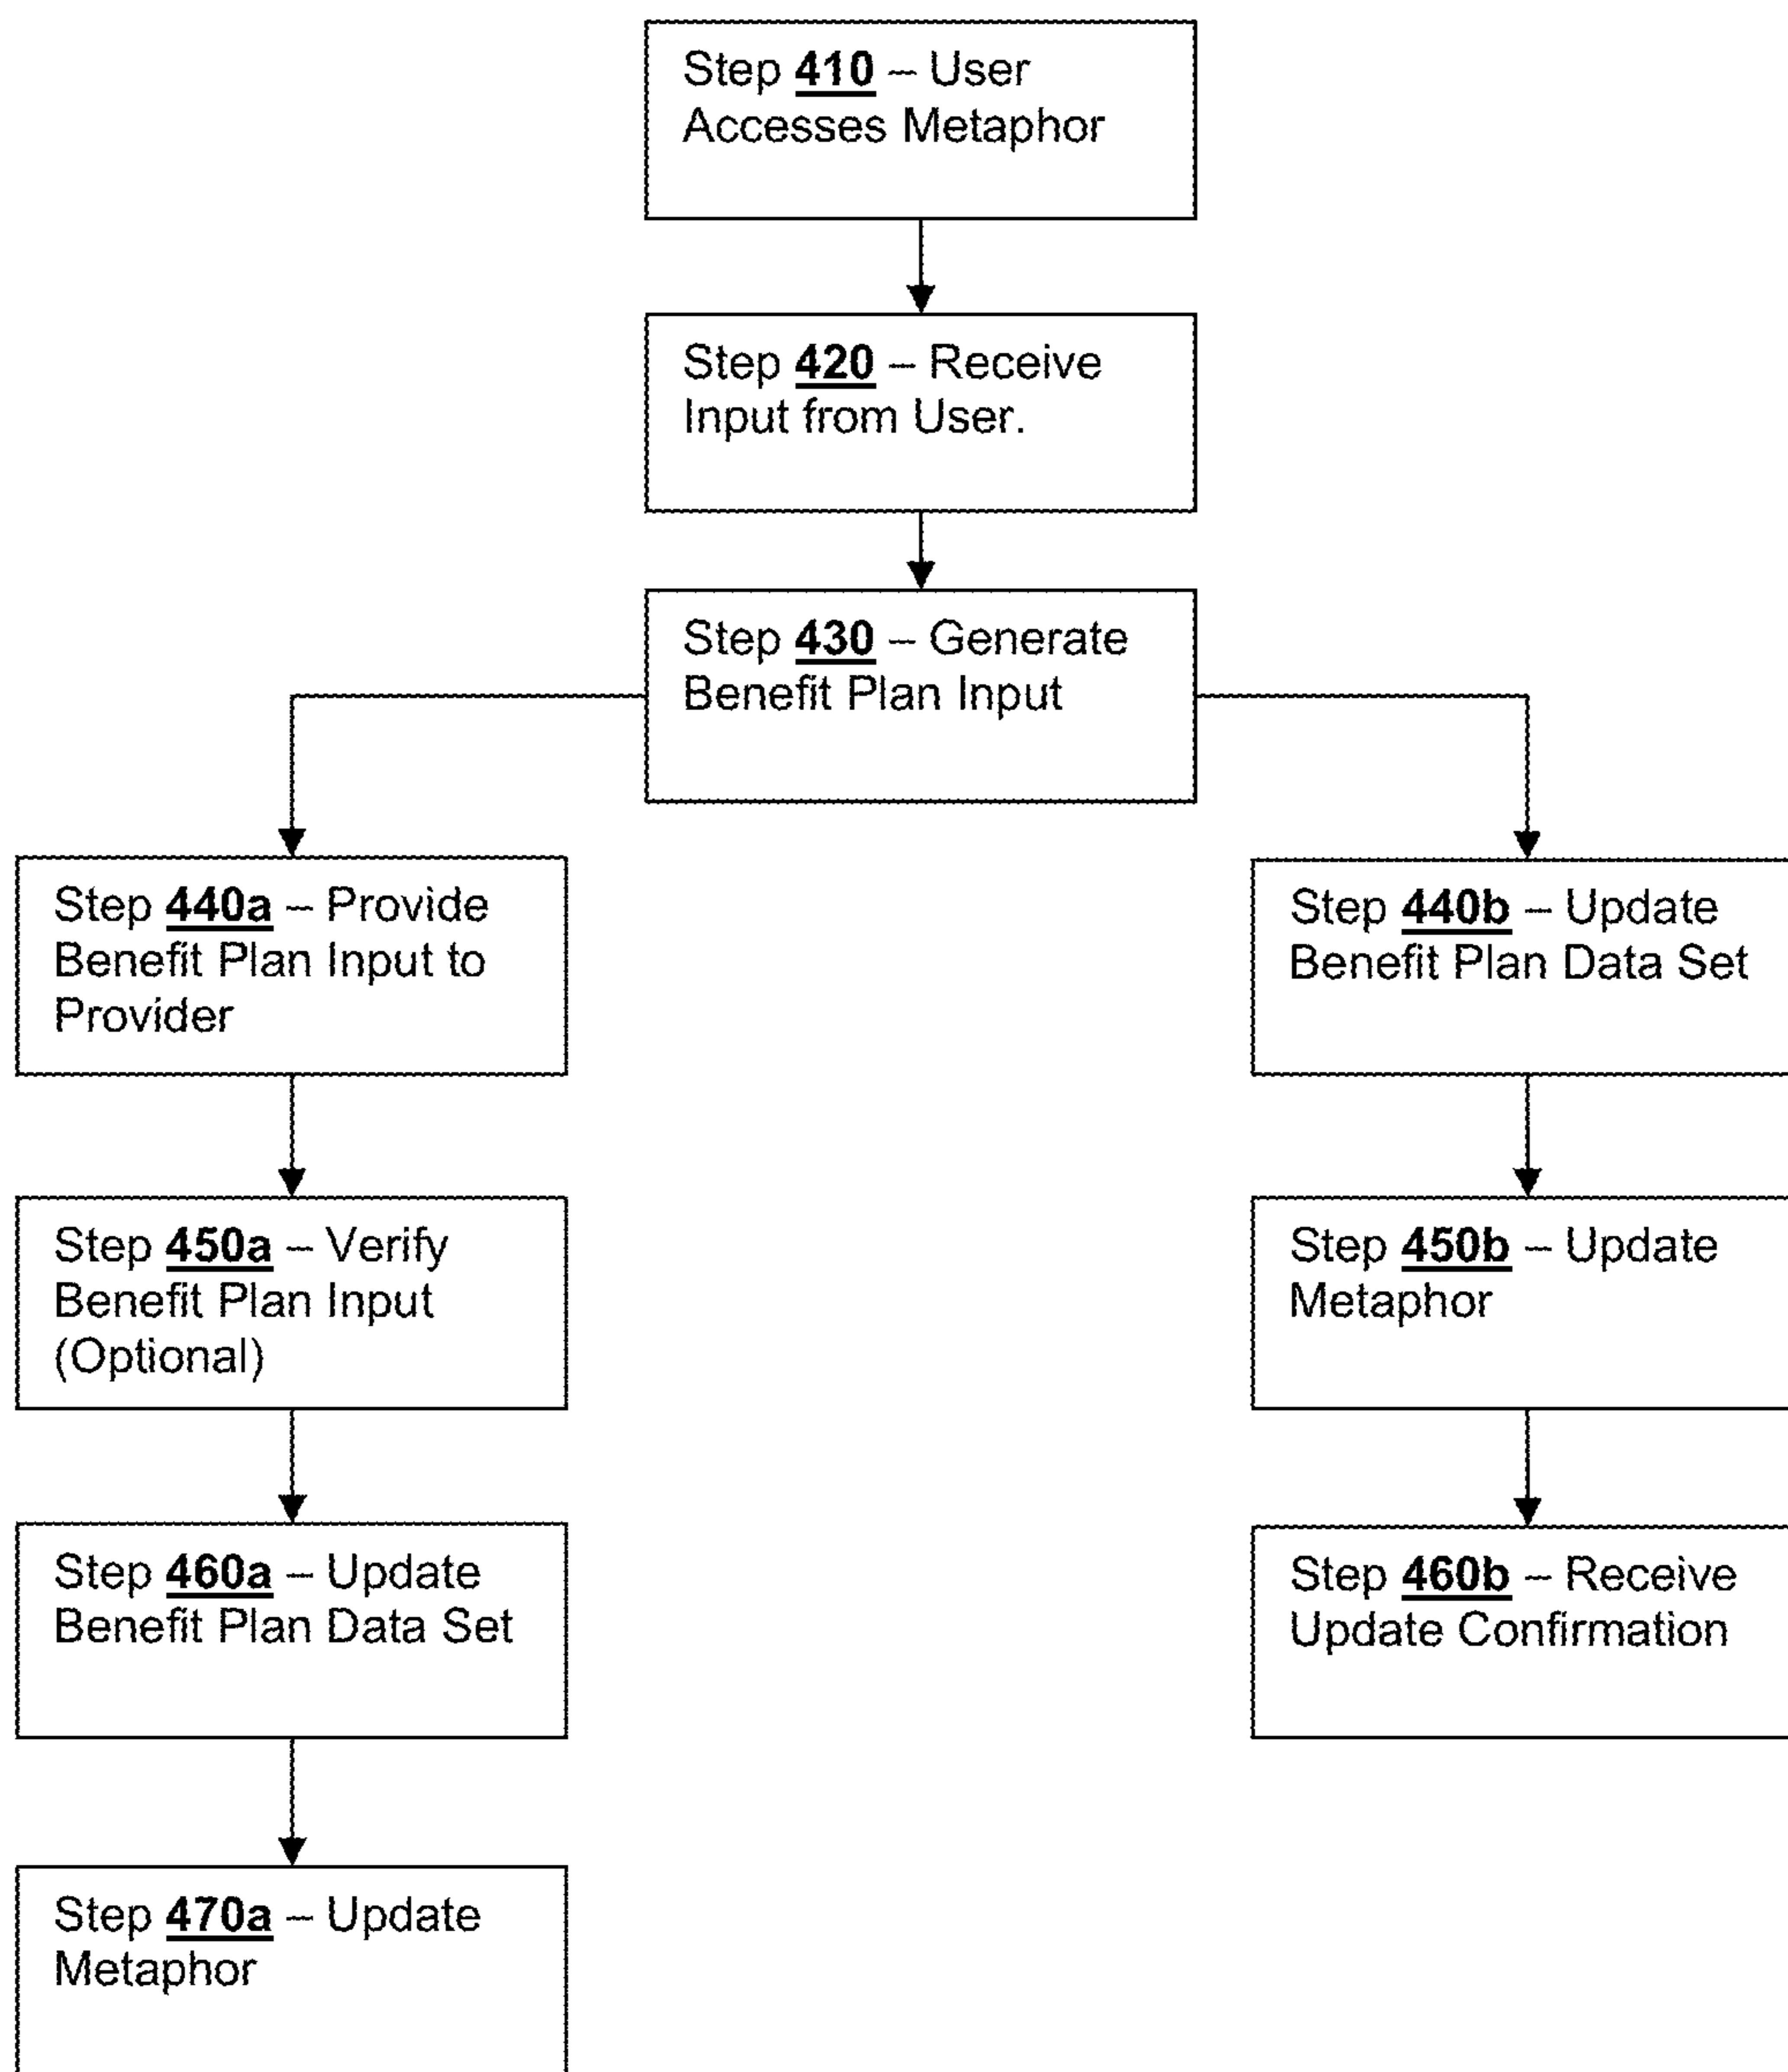 Step 410 – User
Accesses Metaphor
Step 420 – Receive
Input from User.
Step 430 – Generate
Benefit Plan Input
Step 440a – Provide
Benefit Plan Input to
Provider
Step 440b – Update
Benefit Plan Data Set
Step 450a – Verify
Benefit Plan Input
(Optional)
Step 450b – Update
Metaphor
Step 460a – Update
Benefit Plan Data Set
Step 460b – Receive
Update Confirmation
Step 470a – Update
Metaphor